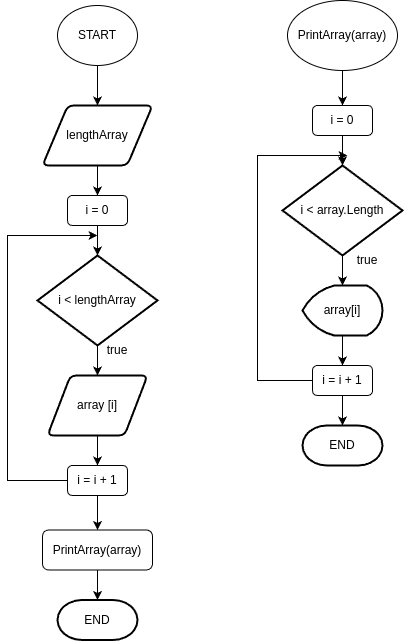 START
lengthArray
i = 0
i < lengthArray
true
array [i]
i = i + 1
PrintArray(array)
END
PrintArray(array)
i = 0
i < array.Length
true
array[i]
i = i + 1
END